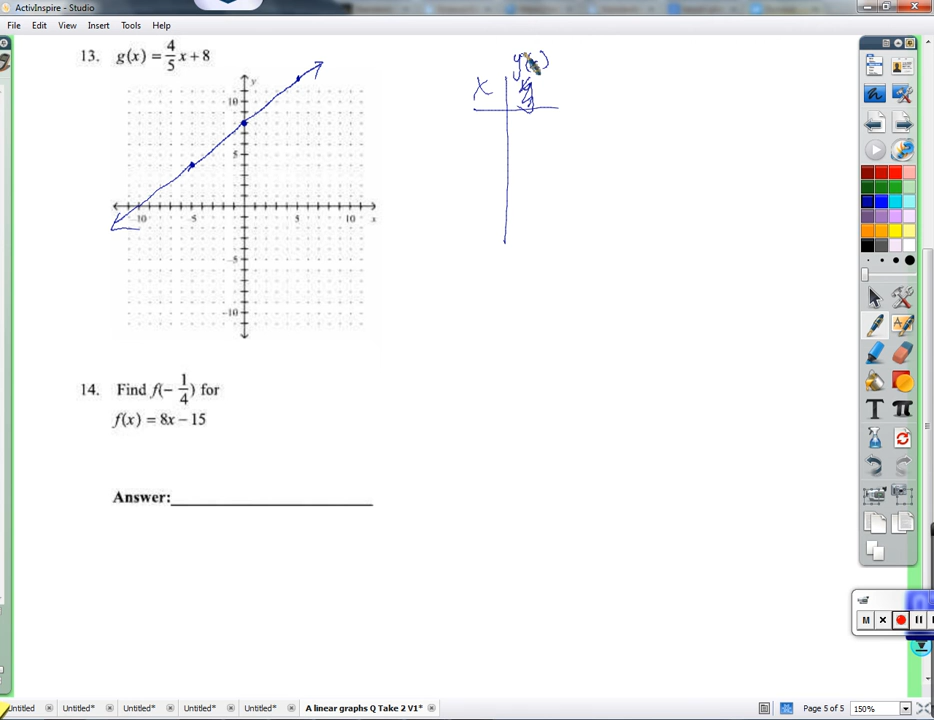 ActivInspire - Studio
File Edit View Insert Tools Help
13. g(x) = 4/5 x + 8
y
10
5
-10 -5 5 10 x
-5
-10
x
g(x)
y
14. Find f(- 1/4) for
f(x) = 8x - 15
Answer:
M
Untitled Untitled* Untitled* Untitled* Untitled* A linear graphs Q Take 2 V1* Page 5 of 5 150%